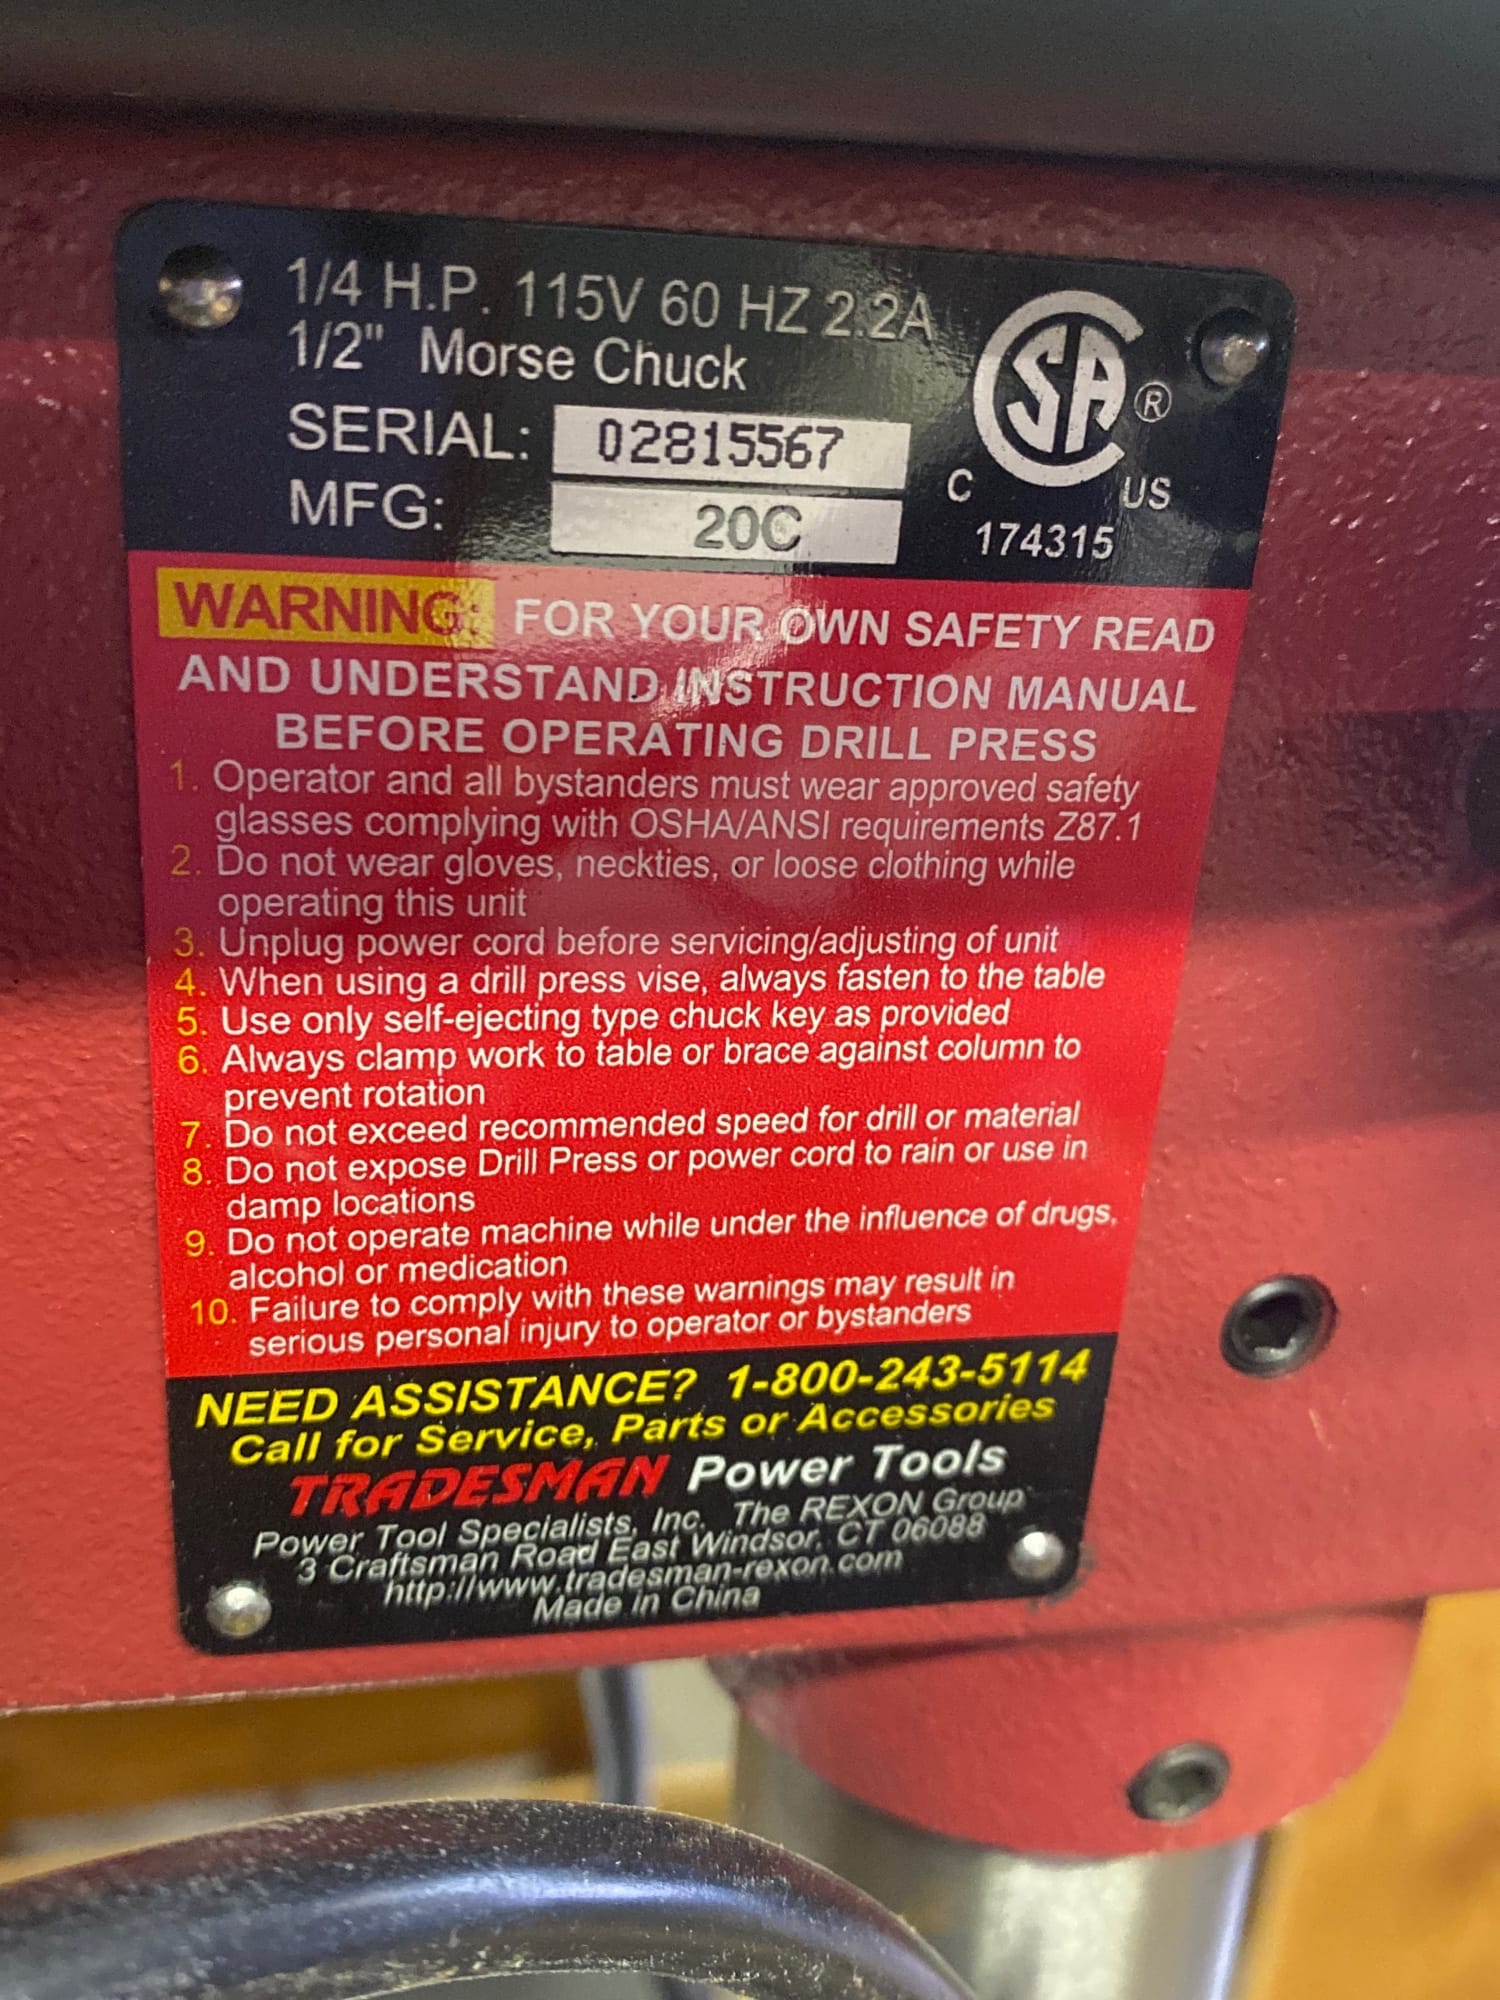 1/4 H.P. 115V 60 HZ 2.2A
1/2" Morse Chuck
SERIAL: 02815567
MFG: 20C
CSA ®
C US
174315
WARNING: FOR YOUR OWN SAFETY READ
AND UNDERSTAND INSTRUCTION MANUAL
BEFORE OPERATING DRILL PRESS
1. Operator and all bystanders must wear approved safety
glasses complying with OSHA/ANSI requirements Z87.1
2. Do not wear gloves, neckties, or loose clothing while
operating this unit
3. Unplug power cord before servicing/adjusting of unit
4. When using a drill press vise, always fasten to the table
5. Use only self-ejecting type chuck key as provided
6. Always clamp work to table or brace against column to
prevent rotation
7. Do not exceed recommended speed for drill or material
8. Do not expose Drill Press or power cord to rain or use in
damp locations
9. Do not operate machine while under the influence of drugs,
alcohol or medication
10. Failure to comply with these warnings may result in
serious personal injury to operator or bystanders
NEED ASSISTANCE? 1-800-243-5114
Call for Service, Parts or Accessories
TRADESMAN Power Tools
Power Tool Specialists, Inc. The REXON Group
3 Craftsman Road East Windsor, CT 06088
http://www.tradesman-rexon.com
Made in China